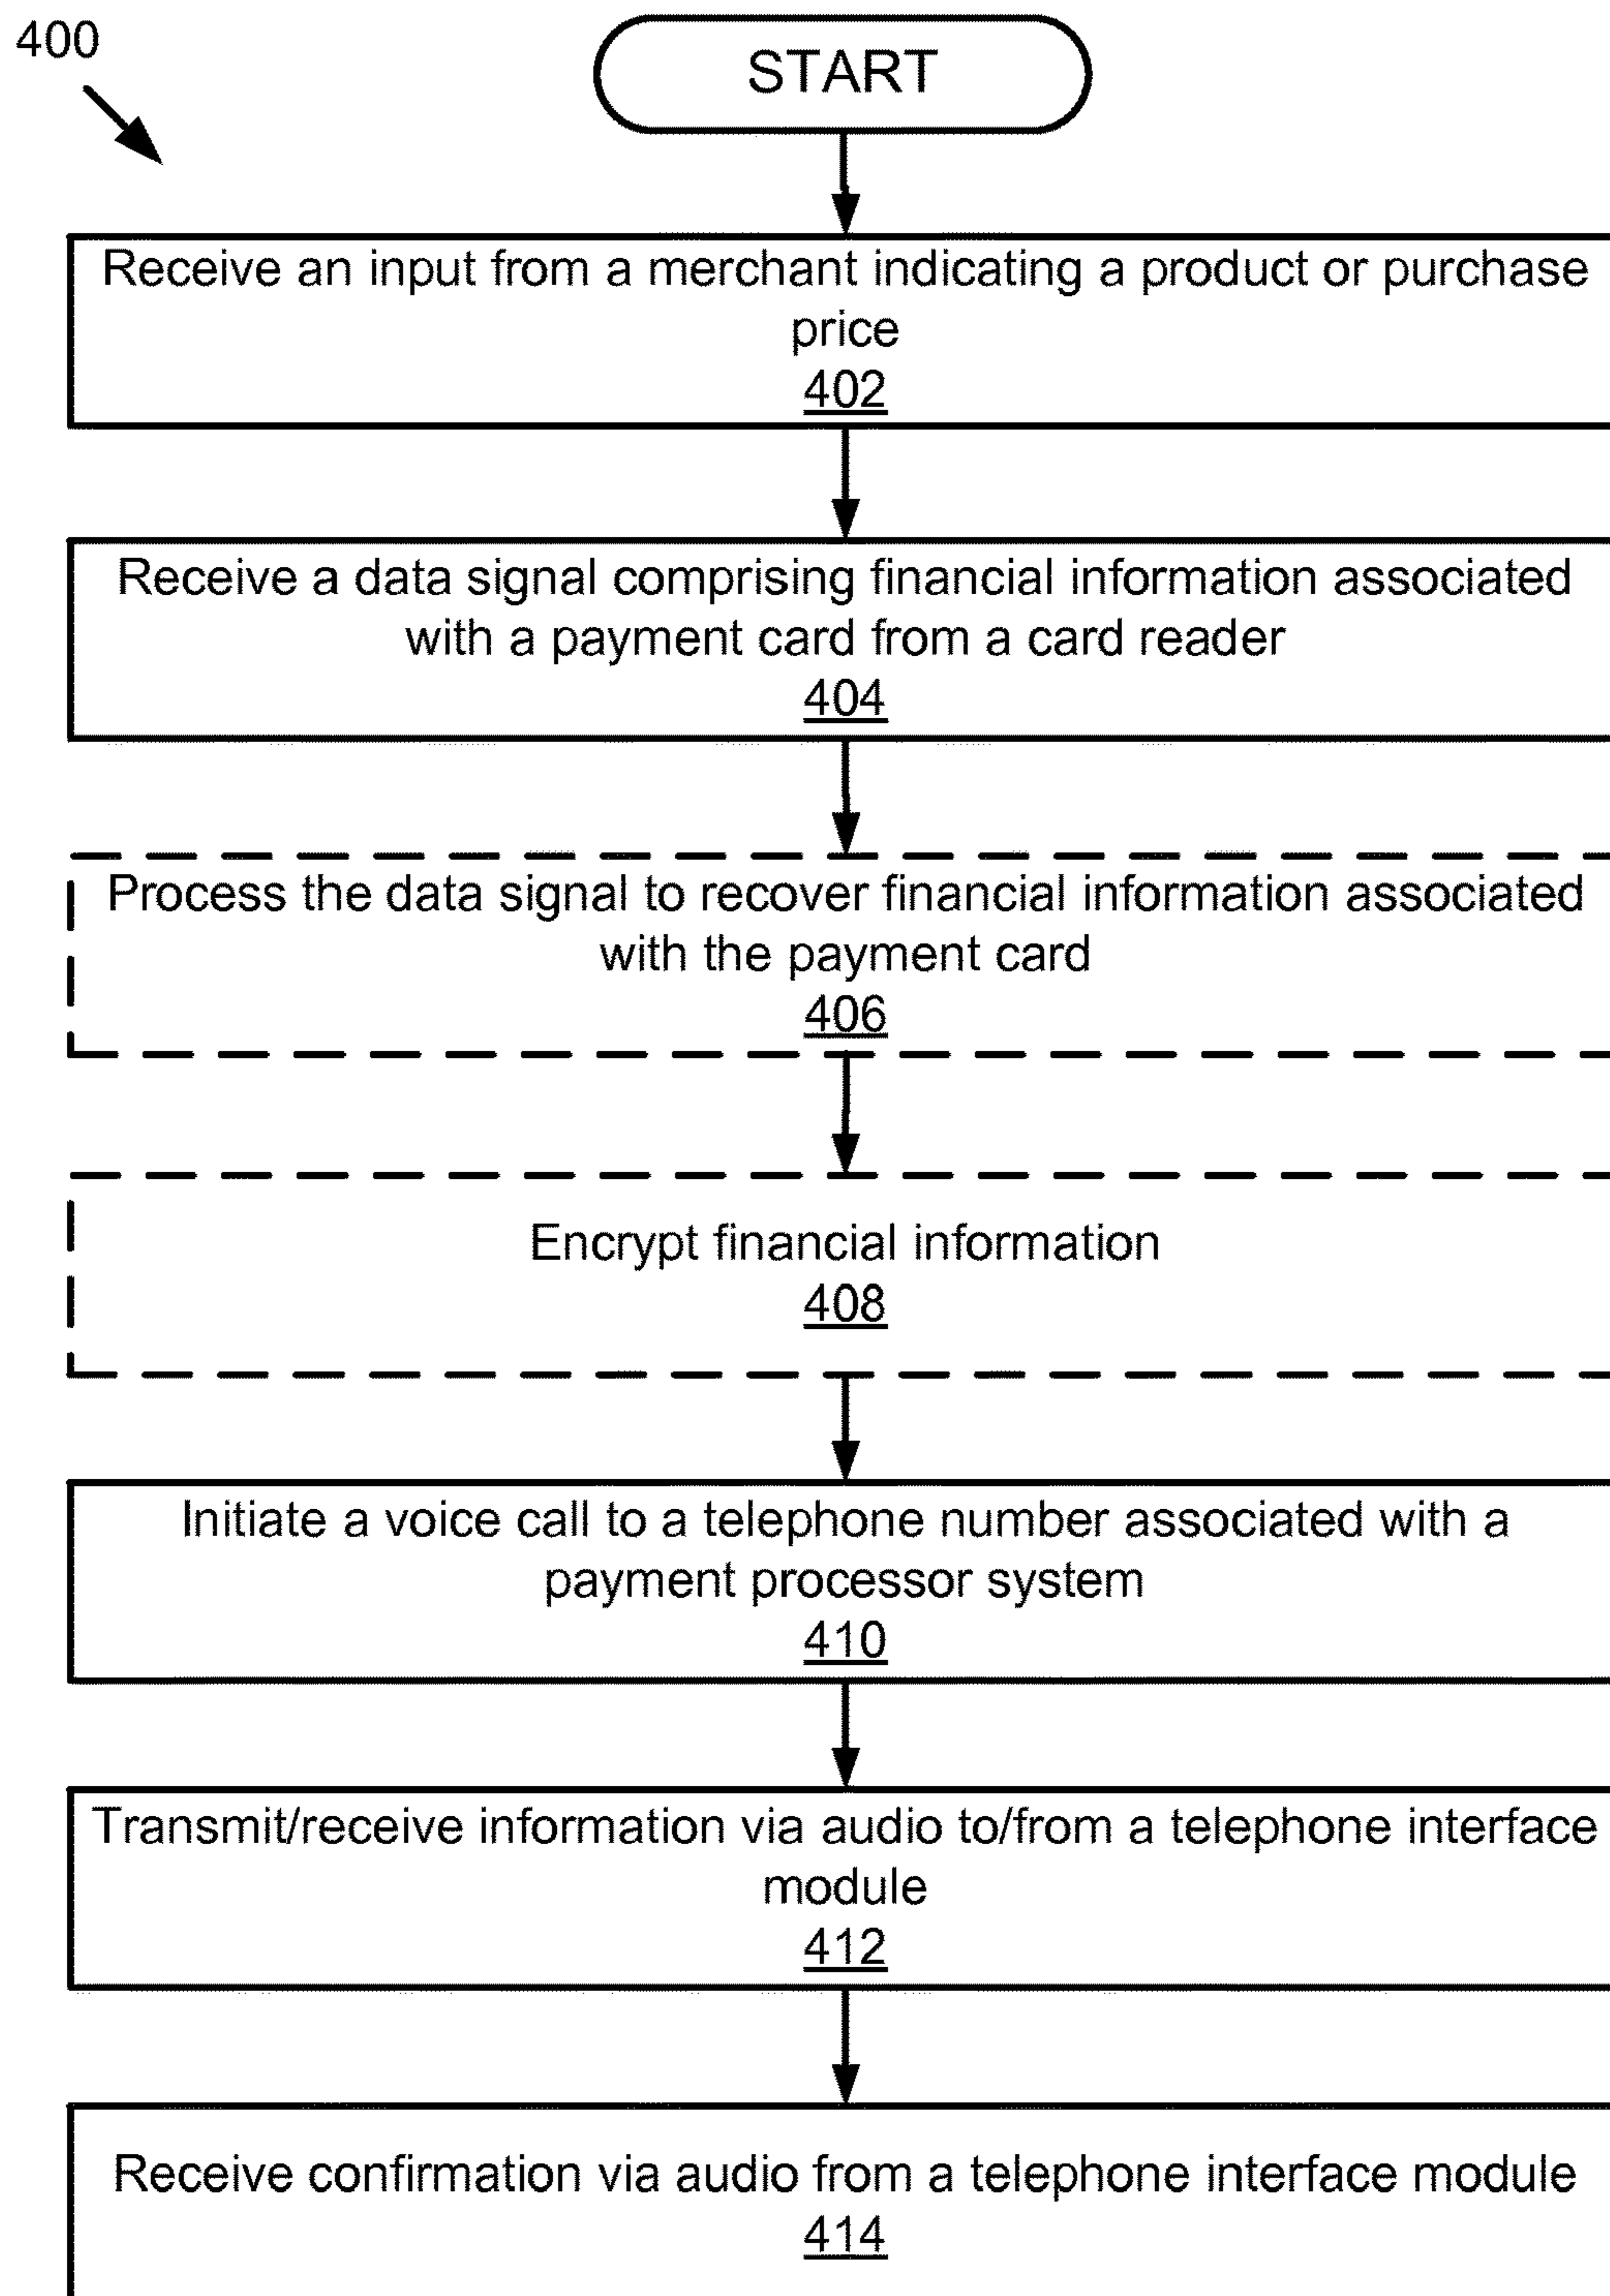 400
START
Receive an input from a merchant indicating a product or purchase
price
402
Receive a data signal comprising financial information associated
with a payment card from a card reader
404
Process the data signal to recover financial information associated
with the payment card
406
Encrypt financial information
408
Initiate a voice call to a telephone number associated with a
payment processor system
410
Transmit/receive information via audio to/from a telephone interface
module
412
Receive confirmation via audio from a telephone interface module
414